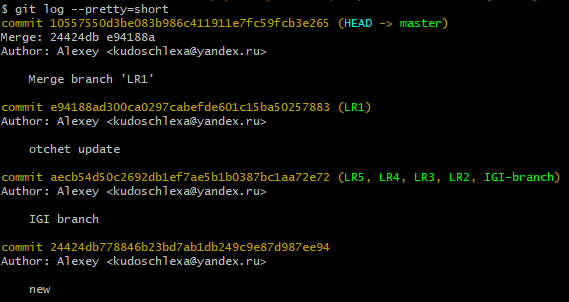 $ git log --pretty=short
commit 10557550d3be083b986c411911e7fc59fcb3e265 (HEAD -> master)
Merge: 24424db e94188a
Author: Alexey <kudoschlexa@yandex.ru>
Merge branch 'LR1'
commit e94188ad300ca0297cabefde601c15ba50257883 (LR1)
Author: Alexey <kudoschlexa@yandex.ru>
otchet update
commit aecb54d50c2692db1ef7ae5b1b0387bc1aa72e72 (LR5, LR4, LR3, LR2, IGI-branch)
Author: Alexey <kudoschlexa@yandex.ru>
IGI branch
commit 24424db778846b23bd7ab1db249c9e87d987ee94
Author: Alexey <kudoschlexa@yandex.ru>
new